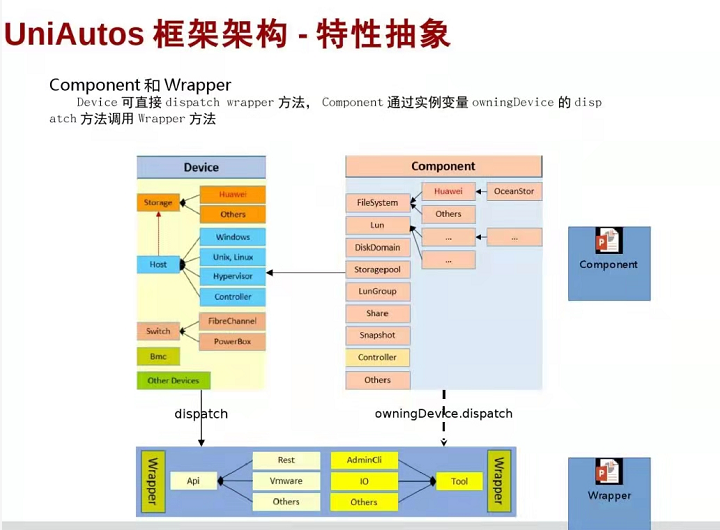 UniAutos 框架架构 - 特性抽象
Component 和 Wrapper
Device 可直接 dispatch wrapper 方法， Component 通过实例变量 owningDevice 的 disp
atch 方法调用 Wrapper 方法
Device
Component
Storage
Huawei
Others
Host
Windows
Unix, Linux
Hypervisor
Controller
Switch
FibreChannel
PowerBox
Bmc
Other Devices
FileSystem
Lun
DiskDomain
Storagepool
LunGroup
Share
Snapshot
Controller
Others
Huawei
OceanStor
Others
...
...
...
Component
dispatch
owningDevice.dispatch
Wrapper
Api
Rest
Vmware
Others
AdminCli
IO
Others
Tool
Wrapper
Wrapper